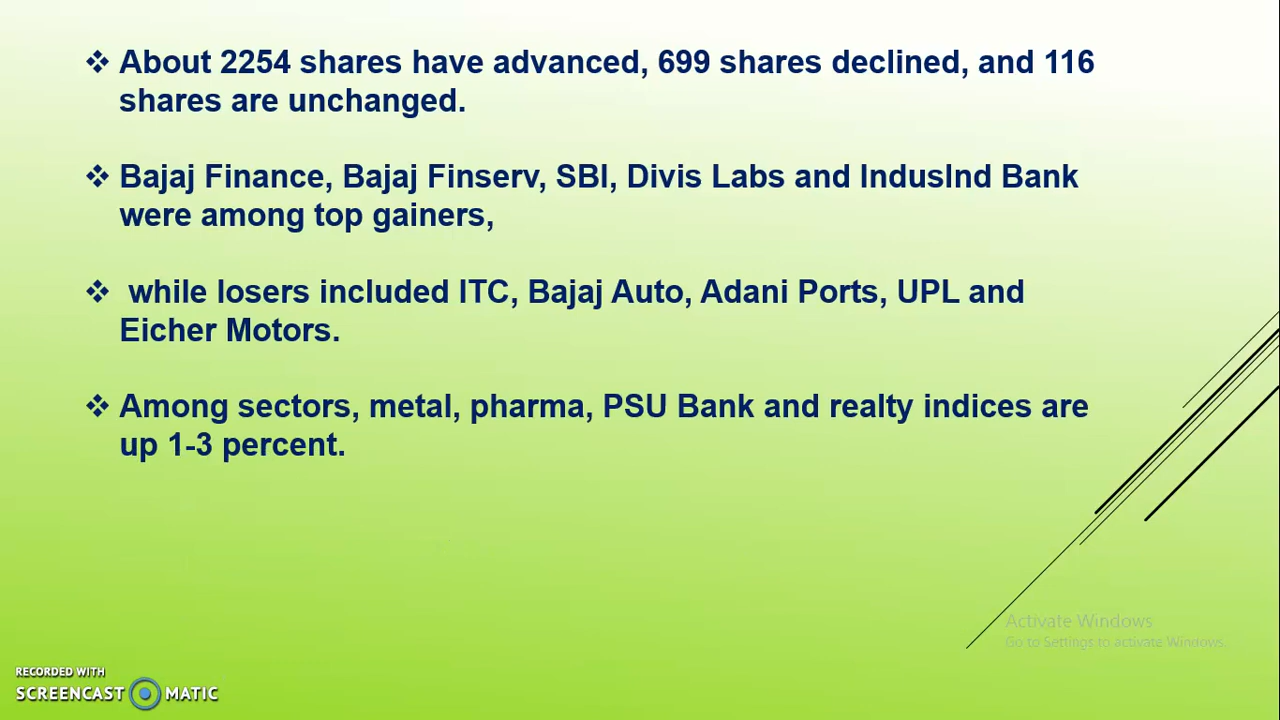 ❖ About 2254 shares have advanced, 699 shares declined, and 116
shares are unchanged.
❖ Bajaj Finance, Bajaj Finserv, SBI, Divis Labs and IndusInd Bank
were among top gainers,
❖ while losers included ITC, Bajaj Auto, Adani Ports, UPL and
Eicher Motors.
❖ Among sectors, metal, pharma, PSU Bank and realty indices are
up 1-3 percent.
Activate Windows
Go to Settings to activate Windows.
RECORDED WITH
SCREENCAST MATIC